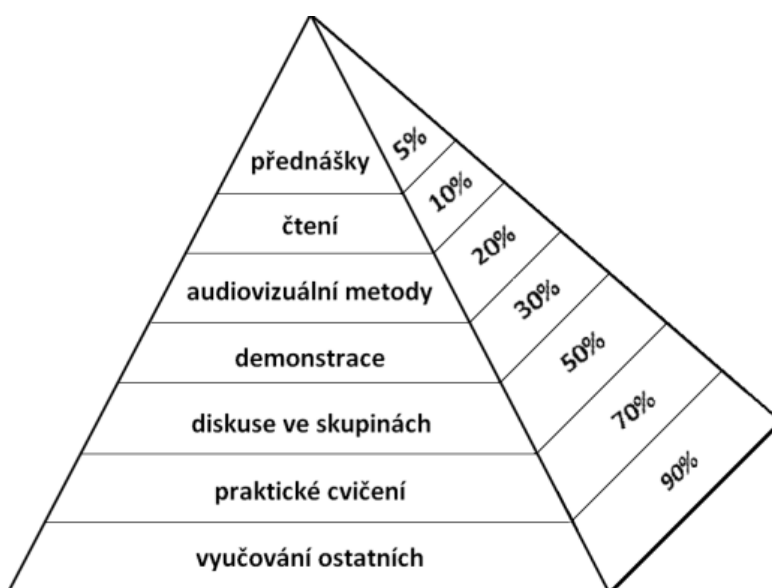 přednášky
5%
čtení
10%
audiovizuální metody
20%
demonstrace
30%
diskuse ve skupinách
50%
praktické cvičení
70%
vyučování ostatních
90%